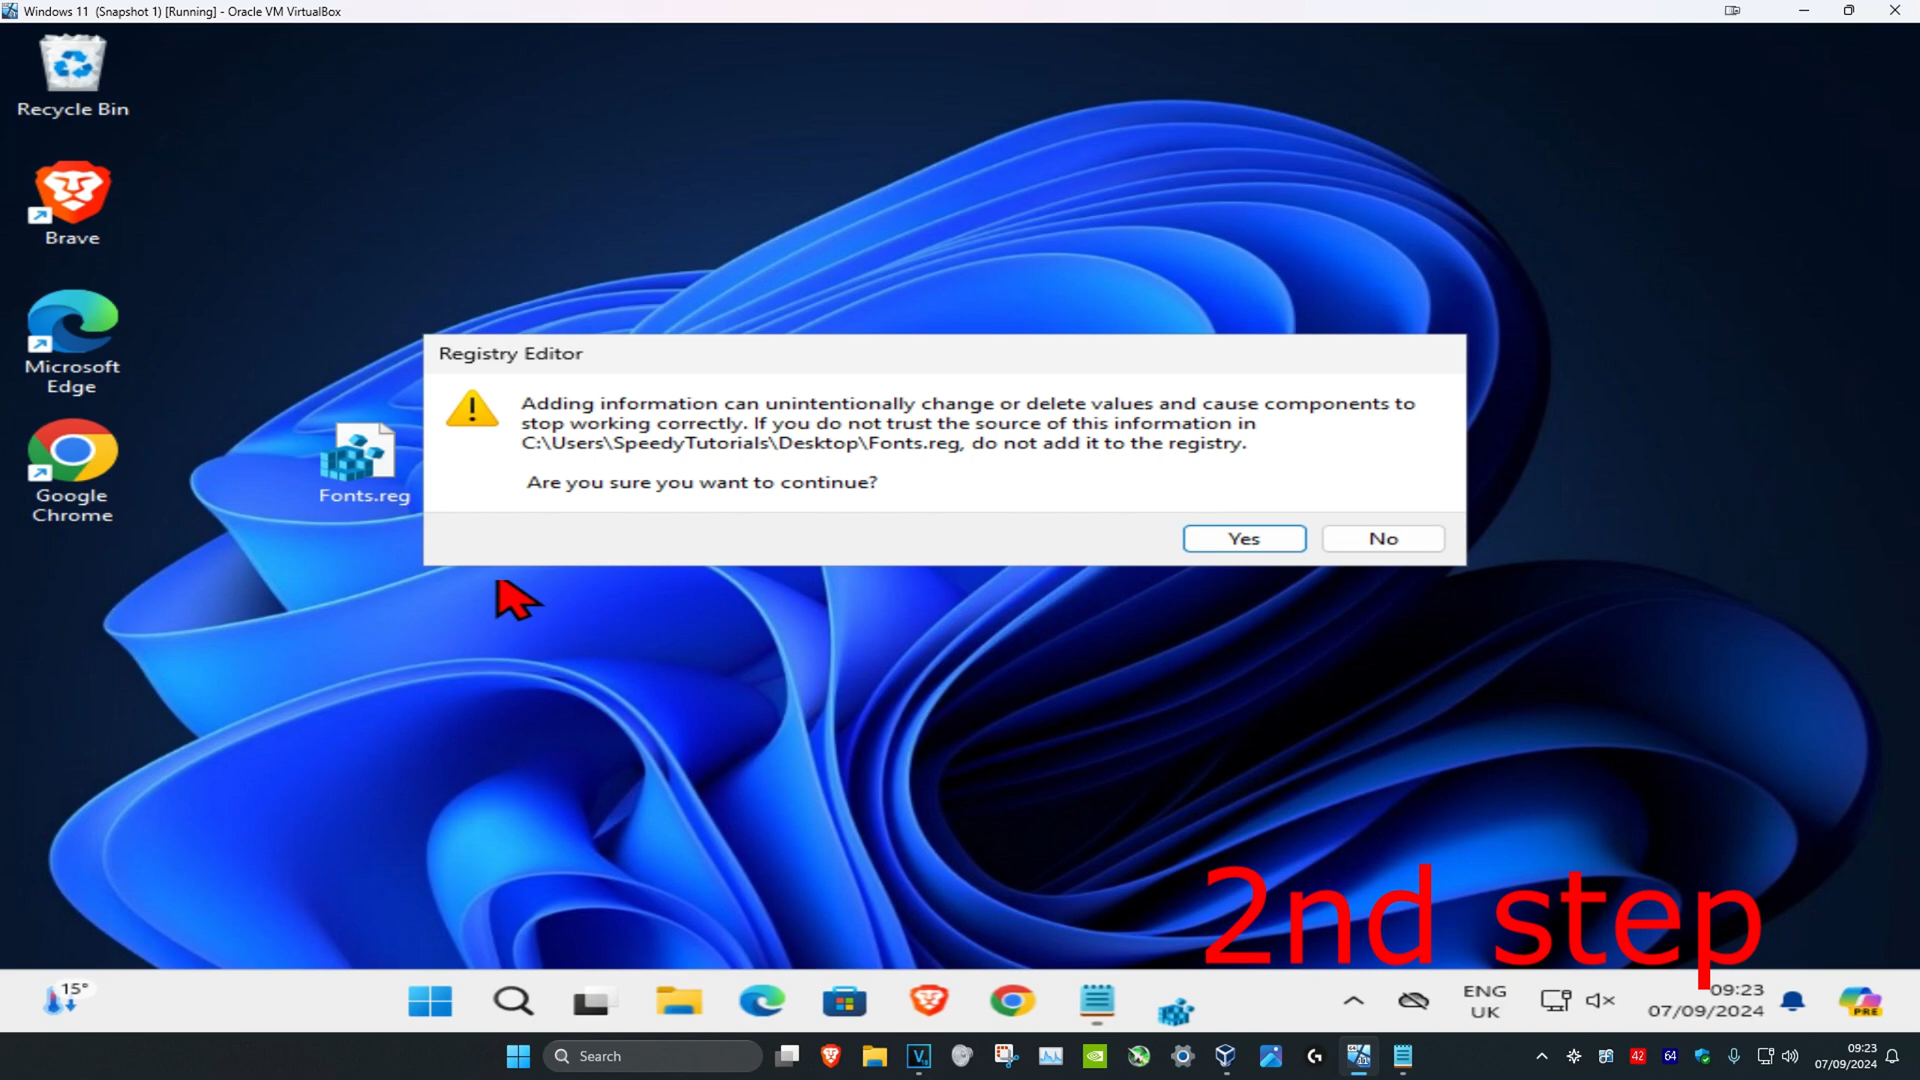 Windows 11 (Snapshot 1) [Running] - Oracle VM VirtualBox
Recycle Bin
Brave
Microsoft
Edge
Google
Chrome
Fonts.reg
Registry Editor
Adding information can unintentionally change or delete values and cause components to
stop working correctly. If you do not trust the source of this information in
C:\Users\SpeedyTutorials\Desktop\Fonts.reg, do not add it to the registry.
Are you sure you want to continue?
Yes
No
2nd step
15°
ENG
UK
09:23
07/09/2024
PRE
Search
42
64
09:23
07/09/2024